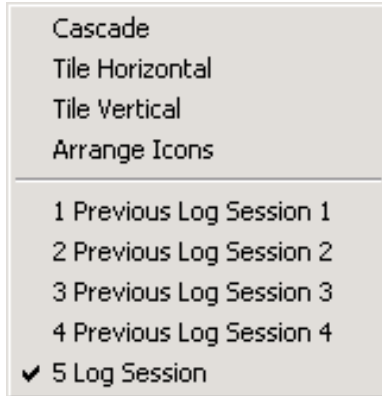 Cascade
Tile Horizontal
Tile Vertical
Arrange Icons
1 Previous Log Session 1
2 Previous Log Session 2
3 Previous Log Session 3
4 Previous Log Session 4
5 Log Session